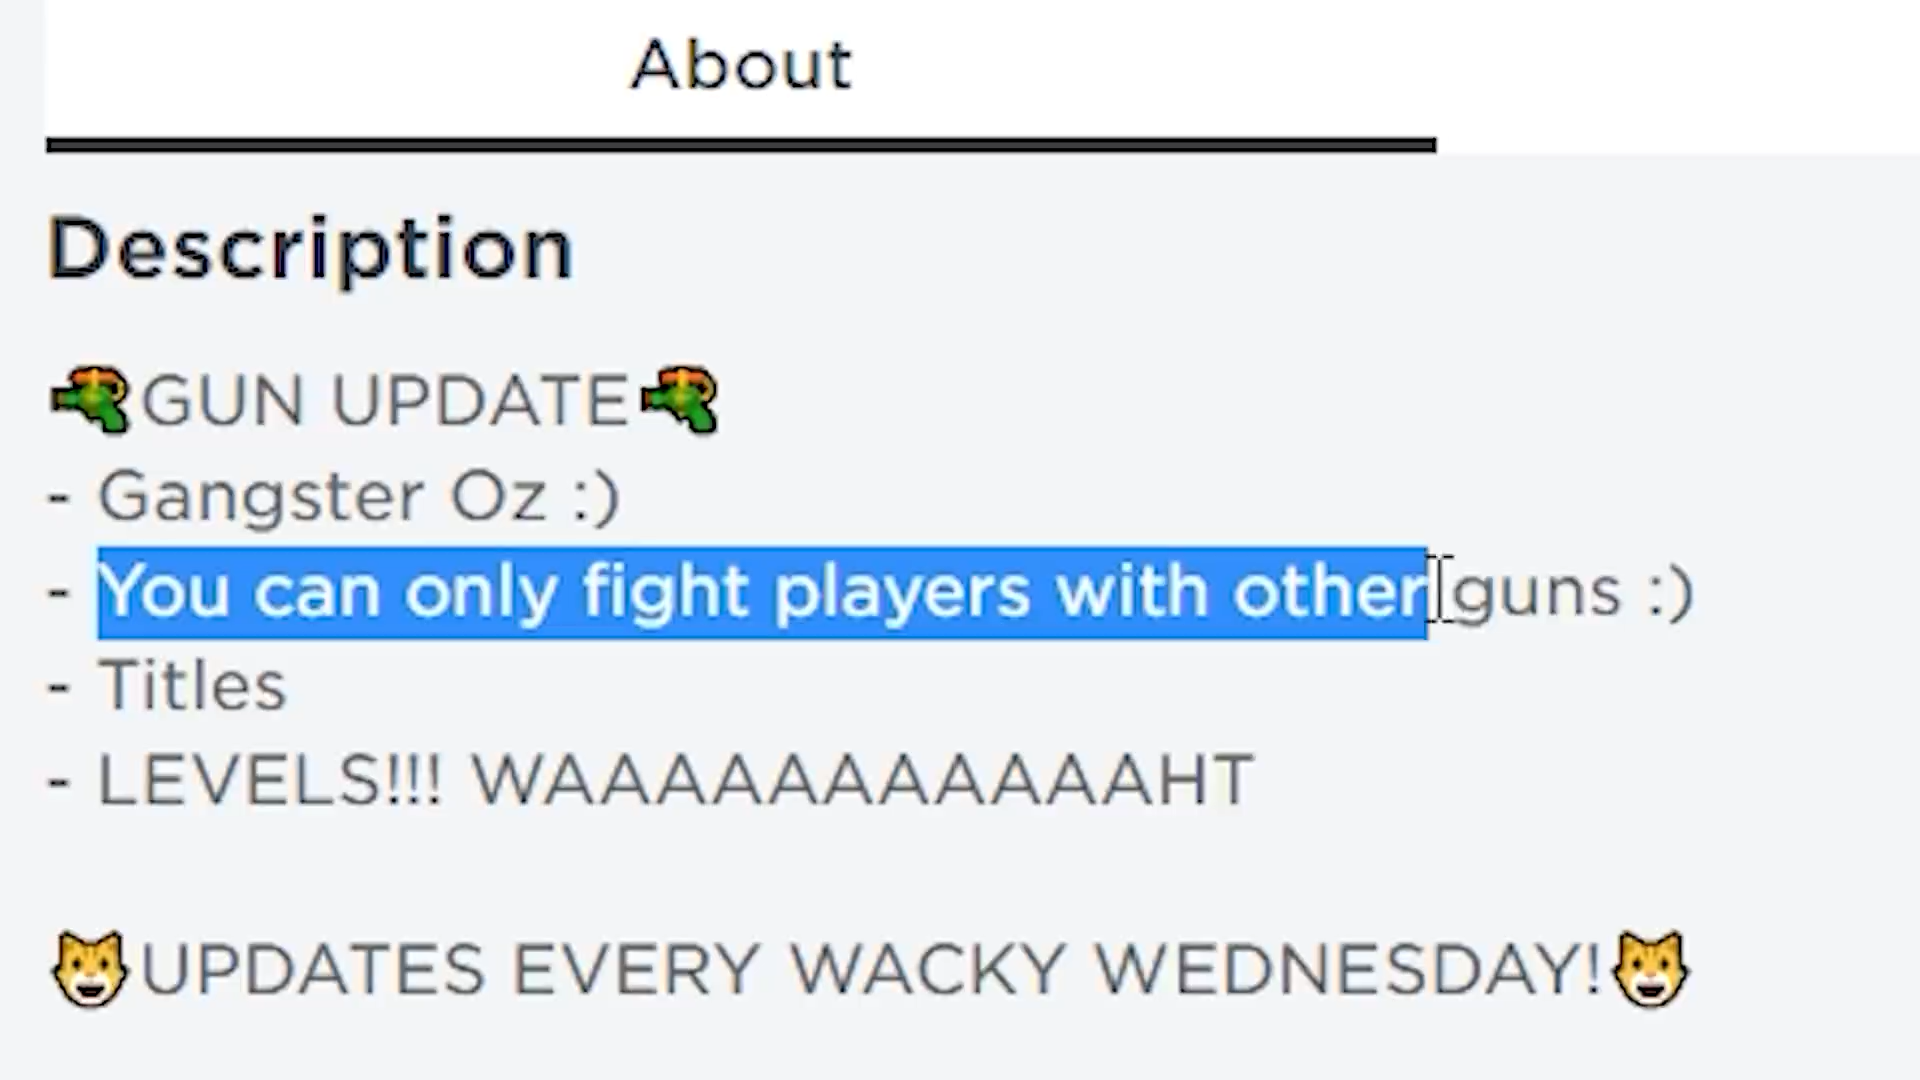 About
Description
🔫GUN UPDATE🔫
- Gangster Oz :)
- You can only fight players with other guns :)
- Titles
- LEVELS!!! WAAAAAAAAAAAAAAHT
😺UPDATES EVERY WACKY WEDNESDAY!😺